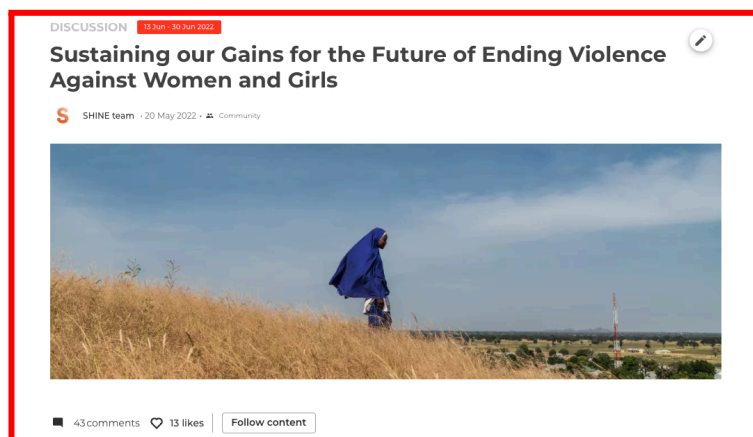 DISCUSSION 13 Jun - 30 Jun 2022
Sustaining our Gains for the Future of Ending Violence
Against Women and Girls
S SHINE team • 20 May 2022 • Community
43 comments 13 likes Follow content